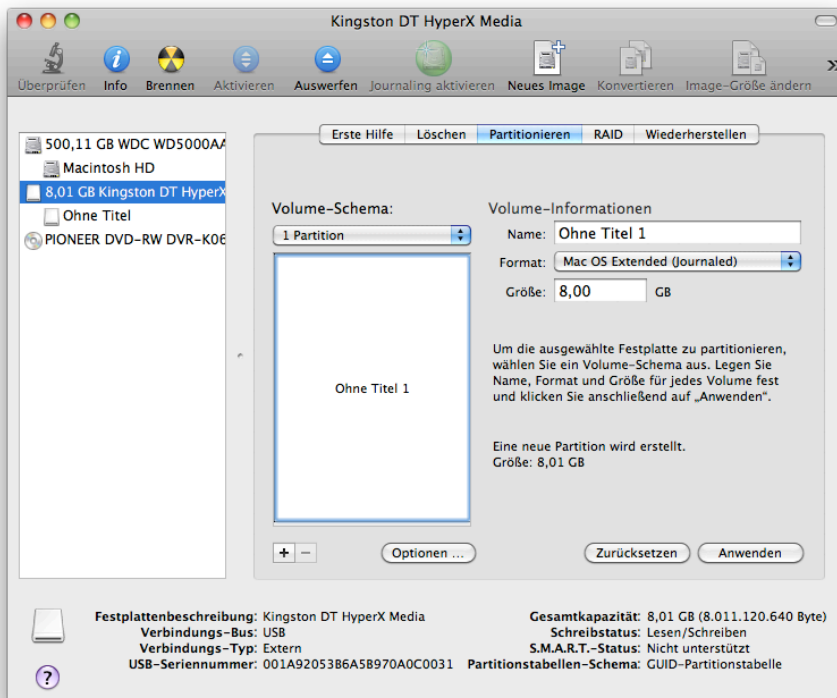 Kingston DT HyperX Media
Überprüfen Info Brennen Aktivieren Auswerfen Journaling aktivieren Neues Image Konvertieren Image-Größe ändern »
500,11 GB WDC WD5000AA
Macintosh HD
8,01 GB Kingston DT HyperX
Ohne Titel
PIONEER DVD-RW DVR-K06
Erste Hilfe Löschen Partitionieren RAID Wiederherstellen
Volume-Schema:
1 Partition
Ohne Titel 1
+ −
Optionen ...
Volume-Informationen
Name: Ohne Titel 1
Format: Mac OS Extended (Journaled)
Größe: 8,00 GB
Um die ausgewählte Festplatte zu partitionieren,
wählen Sie ein Volume-Schema aus. Legen Sie
Name, Format und Größe für jedes Volume fest
und klicken Sie anschließend auf „Anwenden“.
Eine neue Partition wird erstellt.
Größe: 8,01 GB
Zurücksetzen Anwenden
Festplattenbeschreibung: Kingston DT HyperX Media
Verbindungs-Bus: USB
Verbindungs-Typ: Extern
USB-Seriennummer: 001A92053B6A5B970A0C0031
Gesamtkapazität: 8,01 GB (8.011.120.640 Byte)
Schreibstatus: Lesen/Schreiben
S.M.A.R.T.-Status: Nicht unterstützt
Partitionstabellen-Schema: GUID-Partitionstabelle
?